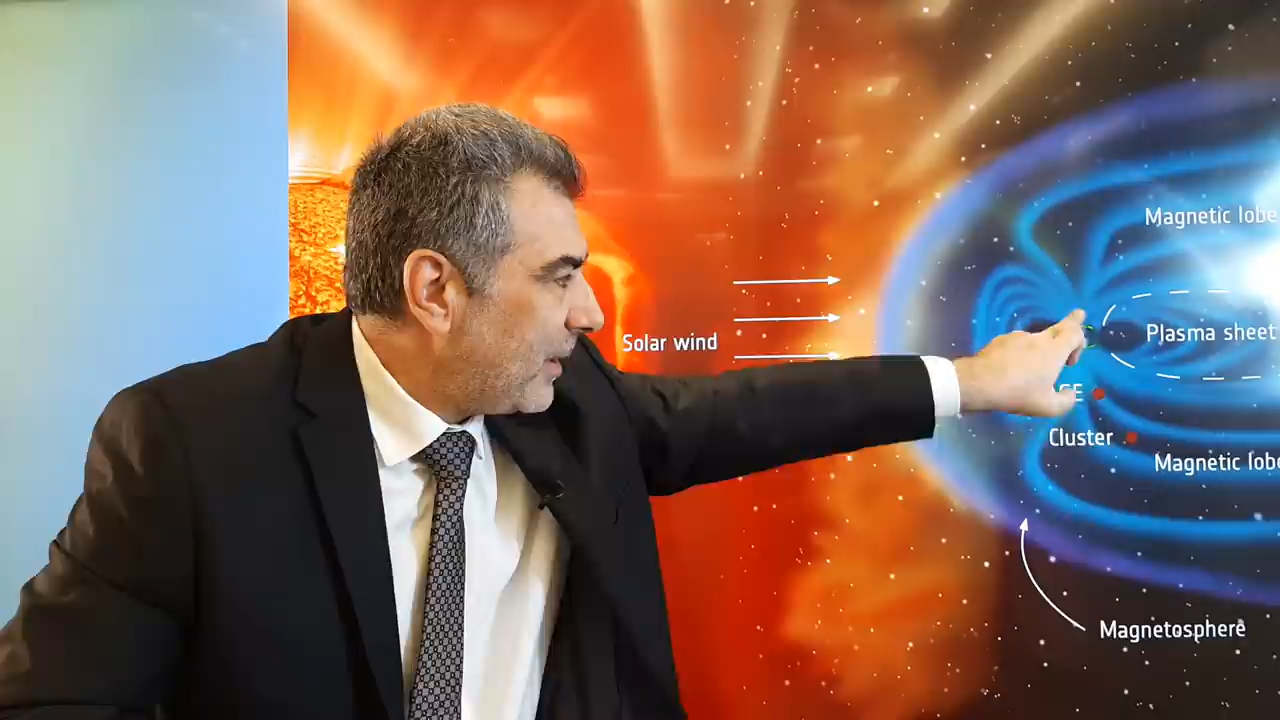 Magnetic lobe
Solar wind
Plasma sheet
Cluster
Magnetic lobe
Magnetosphere